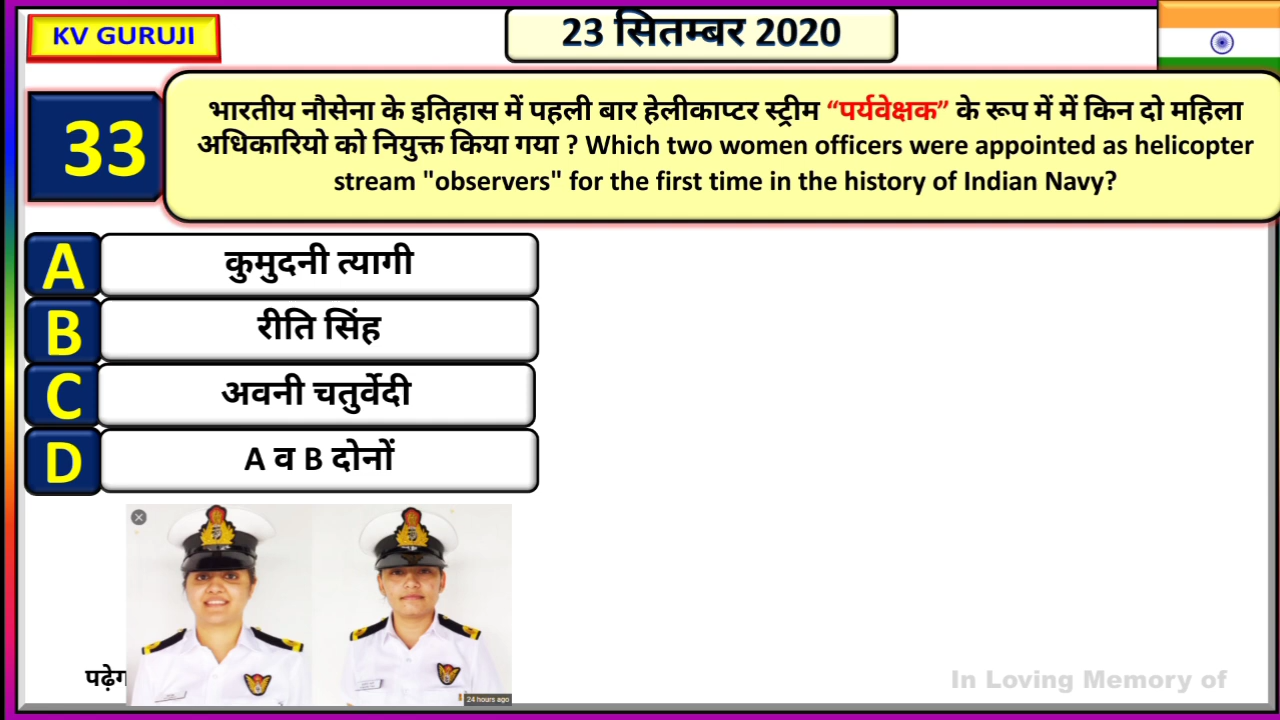 KV GURUJI
23 सितम्बर 2020
33
भारतीय नौसेना के इतिहास में पहली बार हेलीकाप्टर स्ट्रीम “पर्यवेक्षक” के रूप में में किन दो महिला
अधिकारियो को नियुक्त किया गया ? Which two women officers were appointed as helicopter
stream "observers" for the first time in the history of Indian Navy?
A कुमुदनी त्यागी
B रीति सिंह
C अवनी चतुर्वेदी
D A व B दोनों
24 hours ago
In Loving Memory of